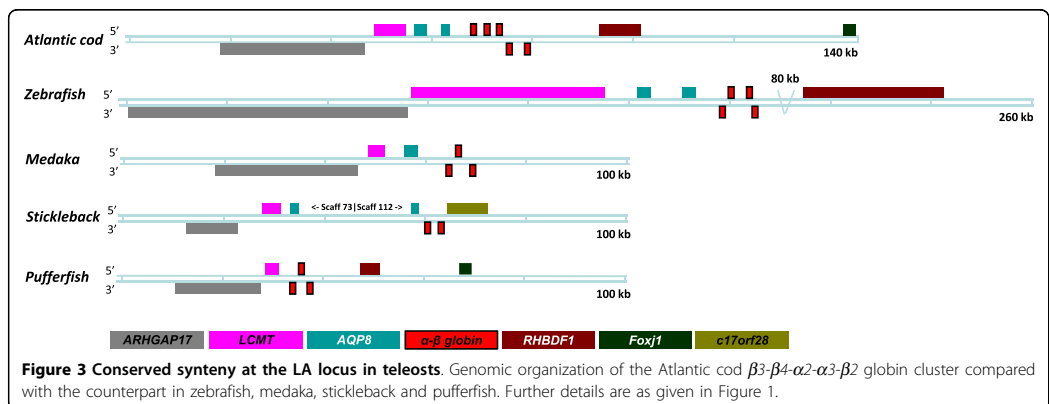 Atlantic cod
5’
3’
140 kb
Zebrafish
5’
3’
80 kb
260 kb
Medaka
5’
3’
100 kb
Stickleback
5’
3’
<- Scaff 73|Scaff 112 ->
100 kb
Pufferfish
5’
3’
100 kb
ARHGAP17 LCMT AQP8 α-β globin RHBDF1 Foxj1 c17orf28
Figure 3 Conserved synteny at the LA locus in teleosts. Genomic organization of the Atlantic cod β3-β4-α2-α3-β2 globin cluster compared
with the counterpart in zebrafish, medaka, stickleback and pufferfish. Further details are as given in Figure 1.